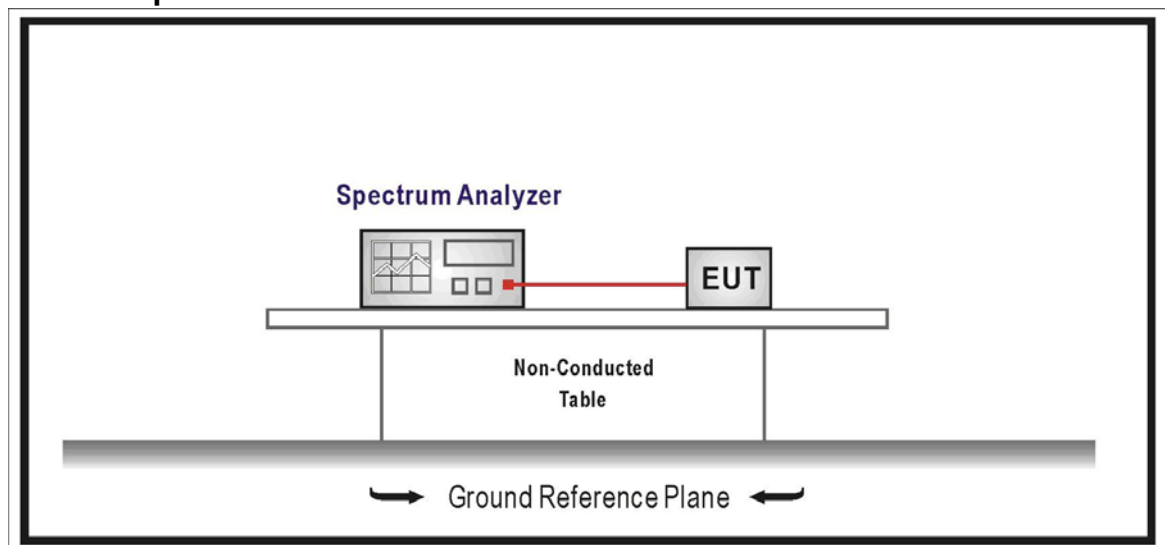 Spectrum Analyzer
EUT
Non-Conducted
Table
Ground Reference Plane